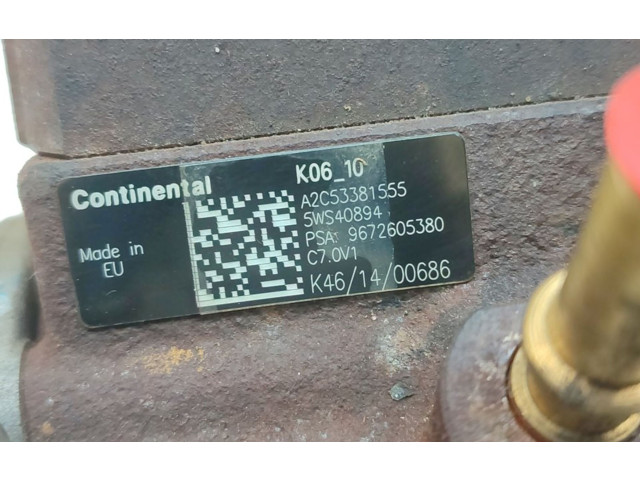 Continental
Made in
EU
K06_10
A2C53381555
5WS40894
PSA: 9672605380
C7.0V1
K46/14/00686